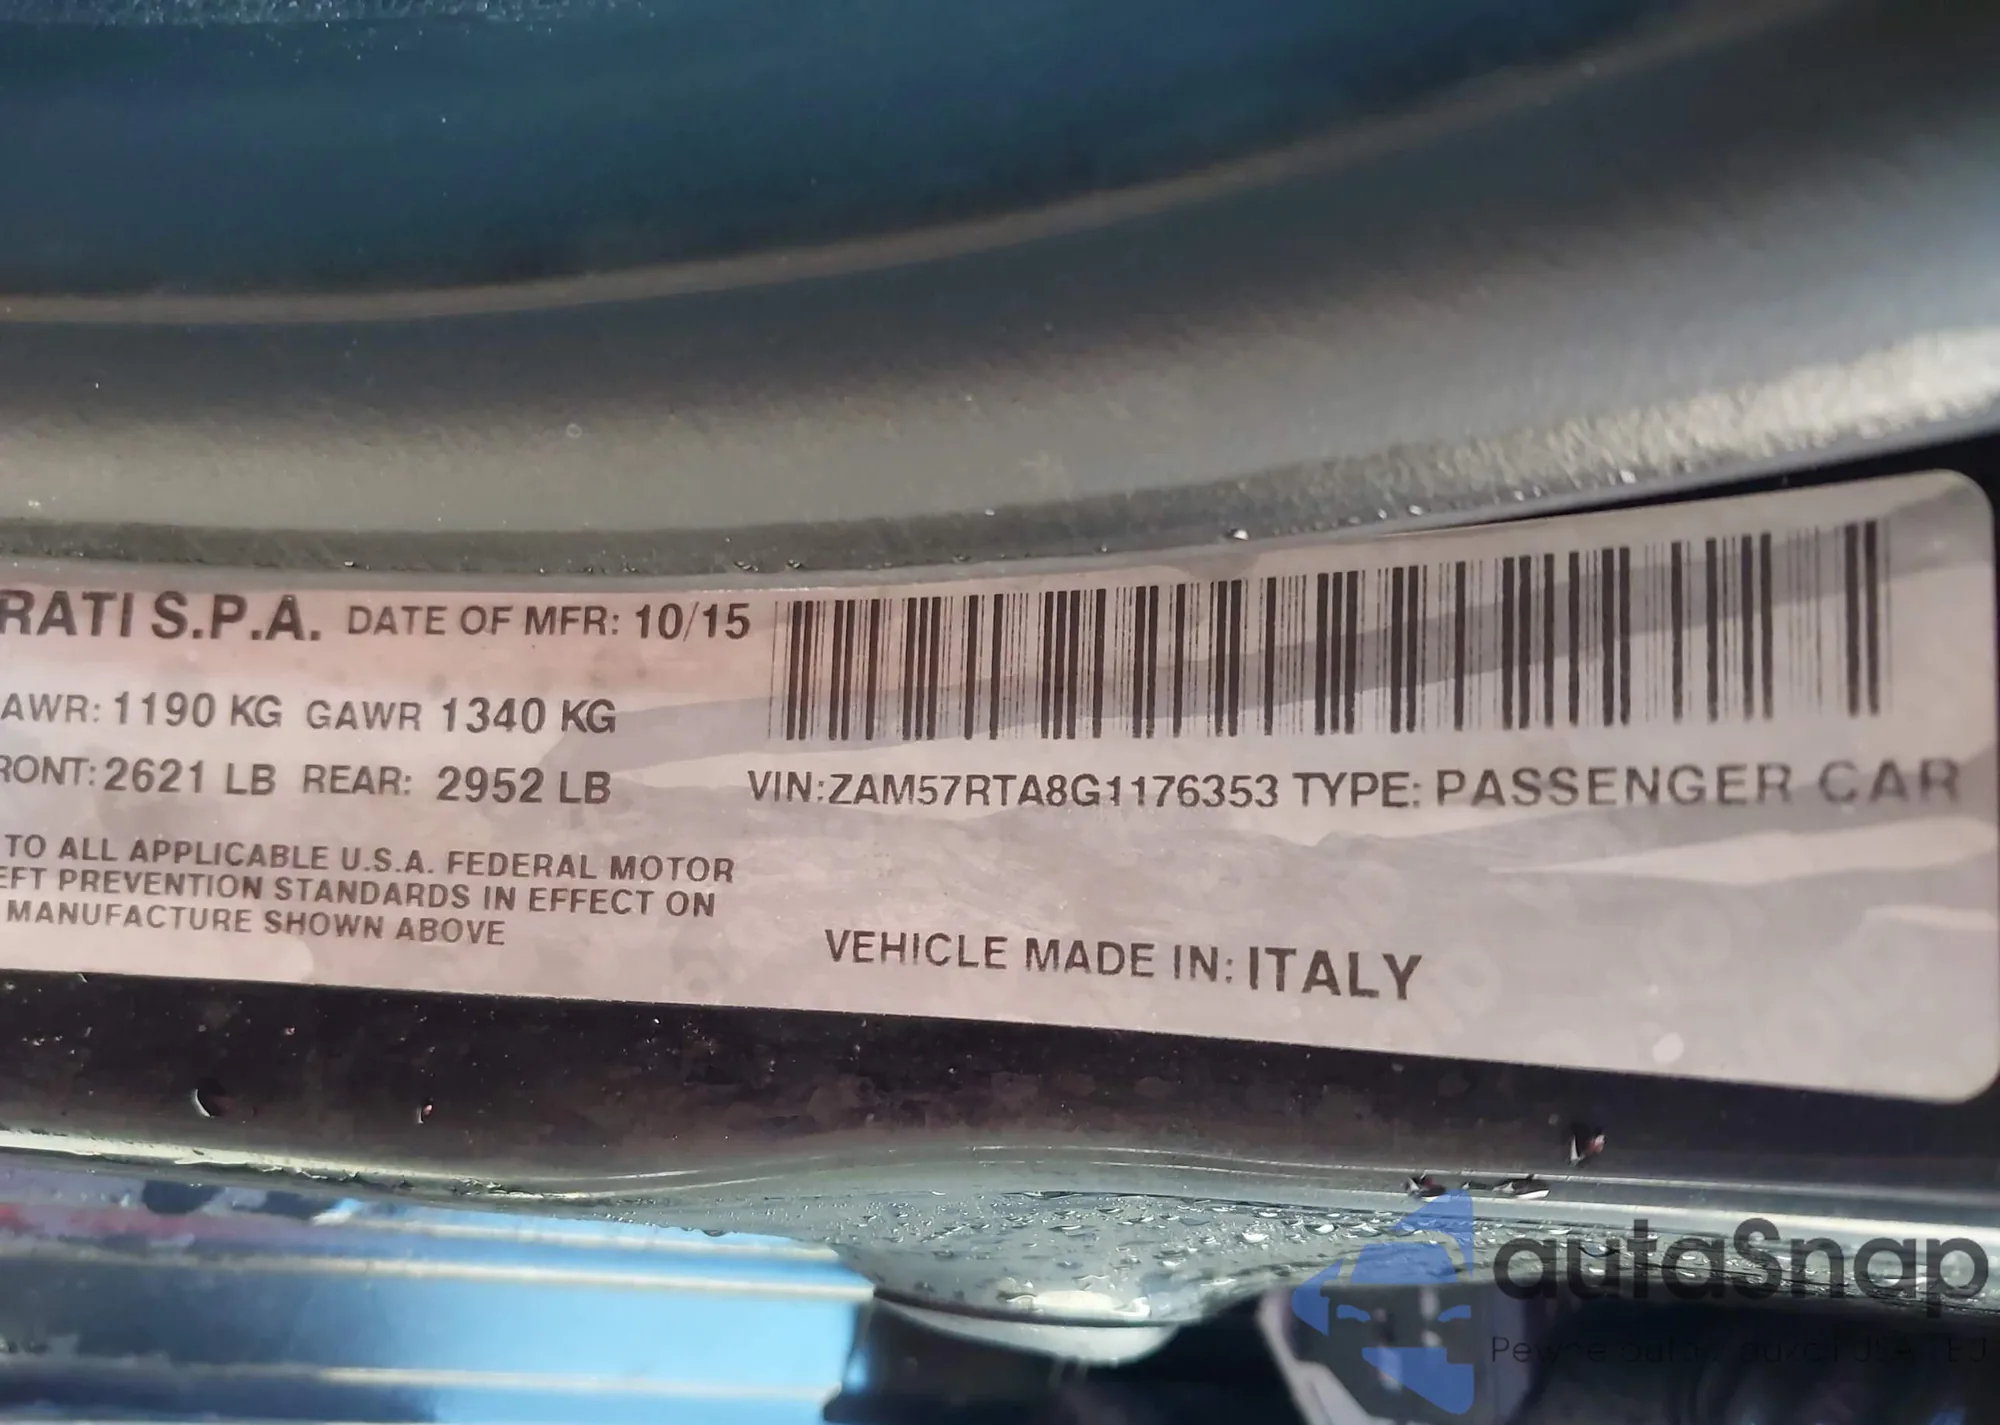 RATI S.P.A. DATE OF MFR: 10/15
AWR: 1190 KG GAWR 1340 KG
RONT: 2621 LB REAR: 2952 LB
VIN:ZAM57RTA8G1176353 TYPE: PASSENGER CAR
TO ALL APPLICABLE U.S.A. FEDERAL MOTOR
EFT PREVENTION STANDARDS IN EFFECT ON
MANUFACTURE SHOWN ABOVE
VEHICLE MADE IN: ITALY
autaSnap